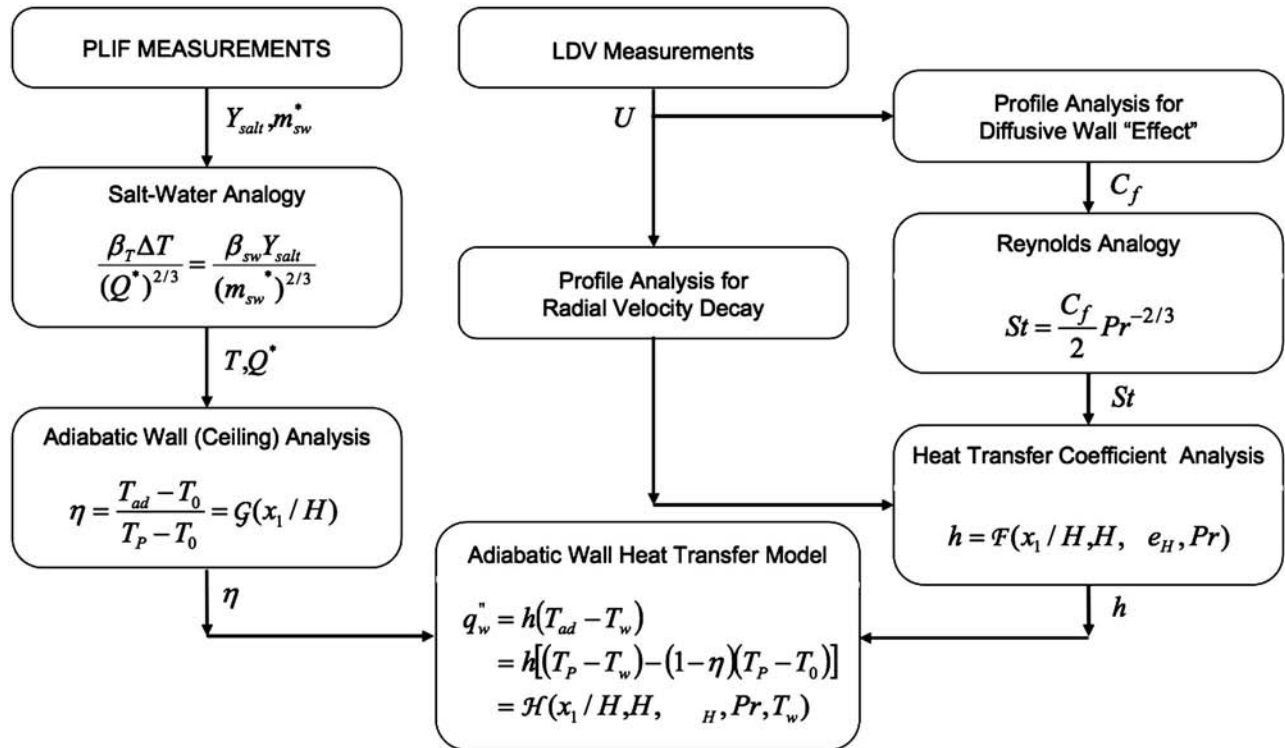 PLIF MEASUREMENTS
Y_salt, m*_sw
Salt-Water Analogy
β_T ΔT / (Q*)^2/3 = β_sw Y_salt / (m_sw*)^2/3
T, Q*
Adiabatic Wall (Ceiling) Analysis
η = (T_ad − T_0) / (T_P − T_0) = G(x_1 / H)
η
LDV Measurements
U
Profile Analysis for
Radial Velocity Decay
Profile Analysis for
Diffusive Wall "Effect"
C_f
Reynolds Analogy
St = C_f / 2 Pr^−2/3
St
Heat Transfer Coefficient Analysis
h = F(x_1 / H, H, e_H, Pr)
h
Adiabatic Wall Heat Transfer Model
q"_w = h(T_ad − T_w)
= h[(T_P − T_w) − (1 − η)(T_P − T_0)]
= H(x_1 / H, H, _H, Pr, T_w)